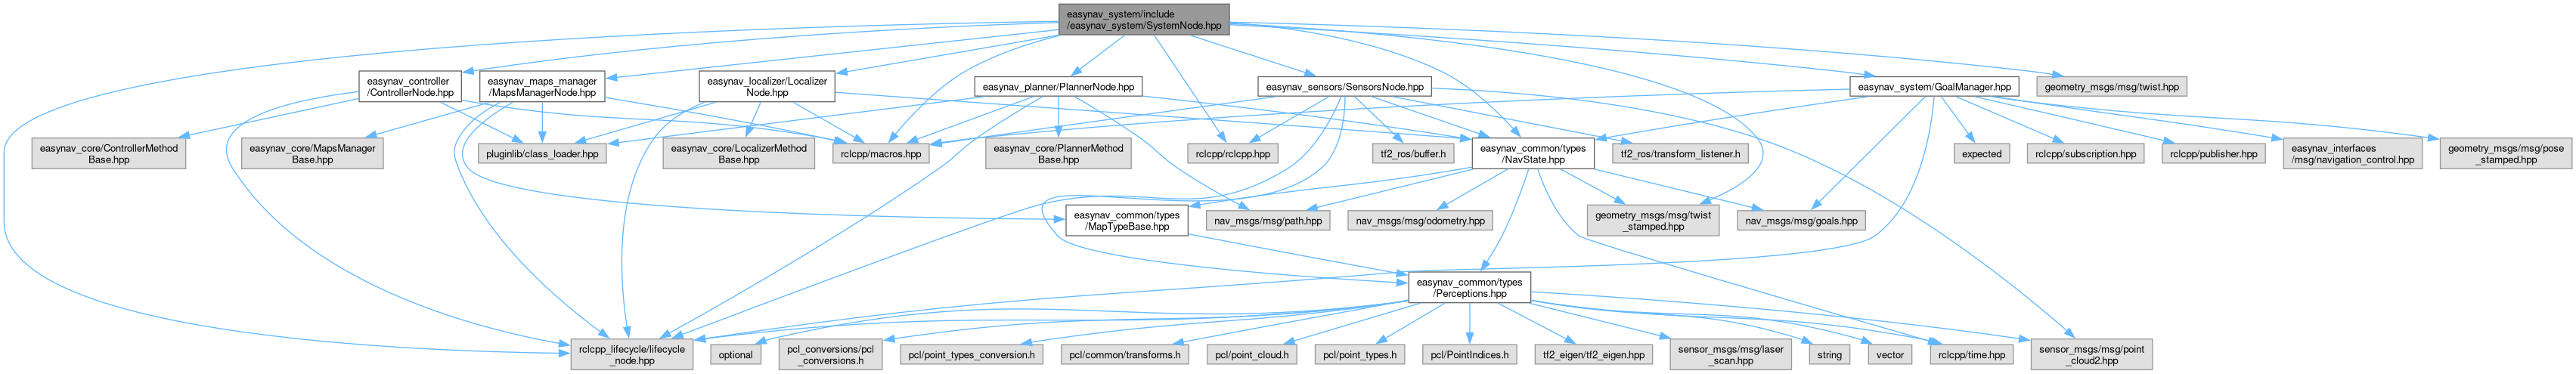 easynav_system/include
/easynav_system/SystemNode.hpp
easynav_controller
/ControllerNode.hpp
easynav_maps_manager
/MapsManagerNode.hpp
easynav_localizer/Localizer
Node.hpp
easynav_planner/PlannerNode.hpp
easynav_sensors/SensorsNode.hpp
easynav_system/GoalManager.hpp
geometry_msgs/msg/twist.hpp
easynav_core/ControllerMethod
Base.hpp
easynav_core/MapsManager
Base.hpp
pluginlib/class_loader.hpp
easynav_core/LocalizerMethod
Base.hpp
rclcpp/macros.hpp
easynav_core/PlannerMethod
Base.hpp
rclcpp/rclcpp.hpp
tf2_ros/buffer.h
easynav_common/types
/NavState.hpp
tf2_ros/transform_listener.h
expected
rclcpp/subscription.hpp
rclcpp/publisher.hpp
easynav_interfaces
/msg/navigation_control.hpp
geometry_msgs/msg/pose
_stamped.hpp
easynav_common/types
/MapTypeBase.hpp
nav_msgs/msg/path.hpp
nav_msgs/msg/odometry.hpp
geometry_msgs/msg/twist
_stamped.hpp
nav_msgs/msg/goals.hpp
easynav_common/types
/Perceptions.hpp
rclcpp_lifecycle/lifecycle
_node.hpp
optional
pcl_conversions/pcl
_conversions.h
pcl/point_types_conversion.h
pcl/common/transforms.h
pcl/point_cloud.h
pcl/point_types.h
pcl/PointIndices.h
tf2_eigen/tf2_eigen.hpp
sensor_msgs/msg/laser
_scan.hpp
string
vector
rclcpp/time.hpp
sensor_msgs/msg/point
_cloud2.hpp